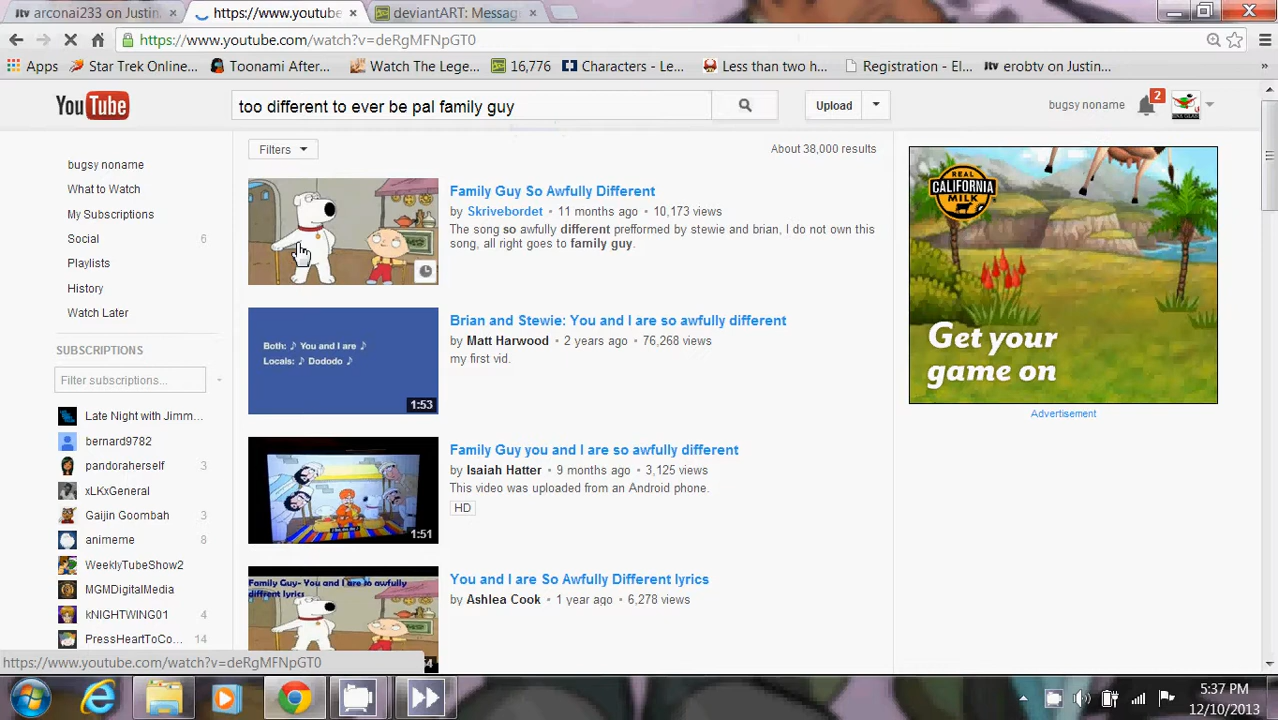 jtv arconai233 on Justin.
https://www.youtube
deviantART: Messag
https://www.youtube.com/watch?v=deRgMFNpGT0
Apps
Star Trek Online...
Toonami After...
Watch The Lege...
16,776
Characters - Le...
Less than two h...
Registration - El...
jtv erobtv on Justin....
YouTube
too different to ever be pal family guy
Upload
bugsy noname
2
bugsy noname
What to Watch
My Subscriptions
Social 6
Playlists
History
Watch Later
SUBSCRIPTIONS
Filter subscriptions...
Late Night with Jimm...
bernard9782
pandoraherself 3
xLKxGeneral
Gaijin Goombah 3
animeme 8
WeeklyTubeShow2
MGMDigitalMedia
kNIGHTWING01 4
PressHeartToCo... 14
Filters
About 38,000 results
Family Guy So Awfully Different
by Skrivebordet • 11 months ago • 10,173 views
The song so awfully different prefformed by stewie and brian, I do not own this
song, all right goes to family guy.
Both: ♪ You and I are ♪
Locals: ♪ Dododo ♪
1:53
Brian and Stewie: You and I are so awfully different
by Matt Harwood • 2 years ago • 76,268 views
my first vid.
1:51
Family Guy you and I are so awfully different
by Isaiah Hatter • 9 months ago • 3,125 views
This video was uploaded from an Android phone.
HD
Family Guy- You and I are so awfully
diffrent lyrics
You and I are So Awfully Different lyrics
by Ashlea Cook • 1 year ago • 6,278 views
REAL
CALIFORNIA
MILK
Get your
game on
Advertisement
https://www.youtube.com/watch?v=deRgMFNpGT0
5:37 PM
12/10/2013